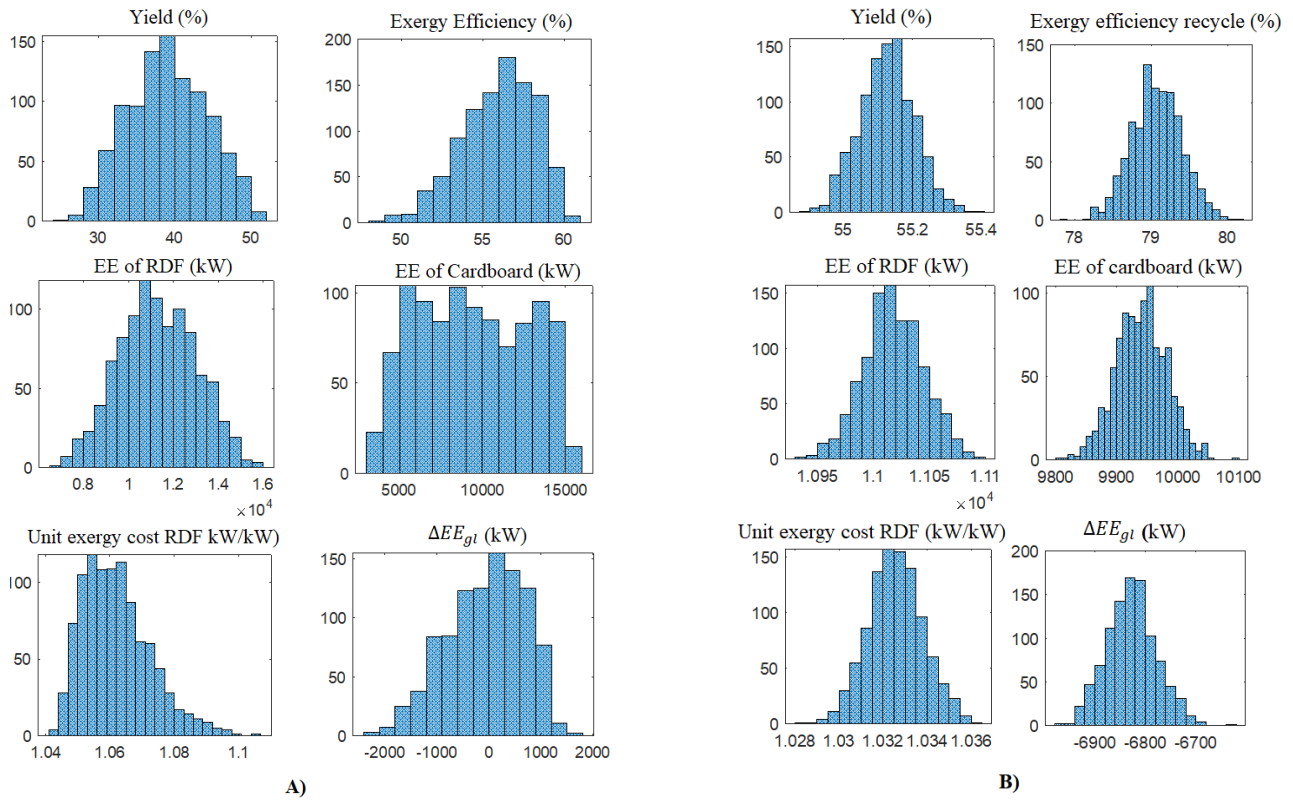 Yield (%)
150
100
50
0
30 40 50
Exergy Efficiency (%)
200
150
100
50
0
50 55 60
EE of RDF (kW)
100
50
0
0.8 1 1.2 1.4 1.6
×10⁴
EE of Cardboard (kW)
100
50
0
5000 10000 15000
Unit exergy cost RDF kW/kW
100
50
0
1.04 1.06 1.08 1.1
ΔEE_gl (kW)
150
100
50
0
-2000 -1000 0 1000 2000
A)
Yield (%)
150
100
50
0
55 55.2 55.4
Exergy efficiency recycle (%)
150
100
50
0
78 79 80
EE of RDF (kW)
150
100
50
0
1.095 1.1 1.105 1.11
×10⁴
EE of cardboard (kW)
100
50
0
9800 9900 10000 10100
Unit exergy cost RDF (kW/kW)
150
100
50
0
1.028 1.03 1.032 1.034 1.036
ΔEE_gl (kW)
200
150
100
50
0
-6900 -6800 -6700
B)